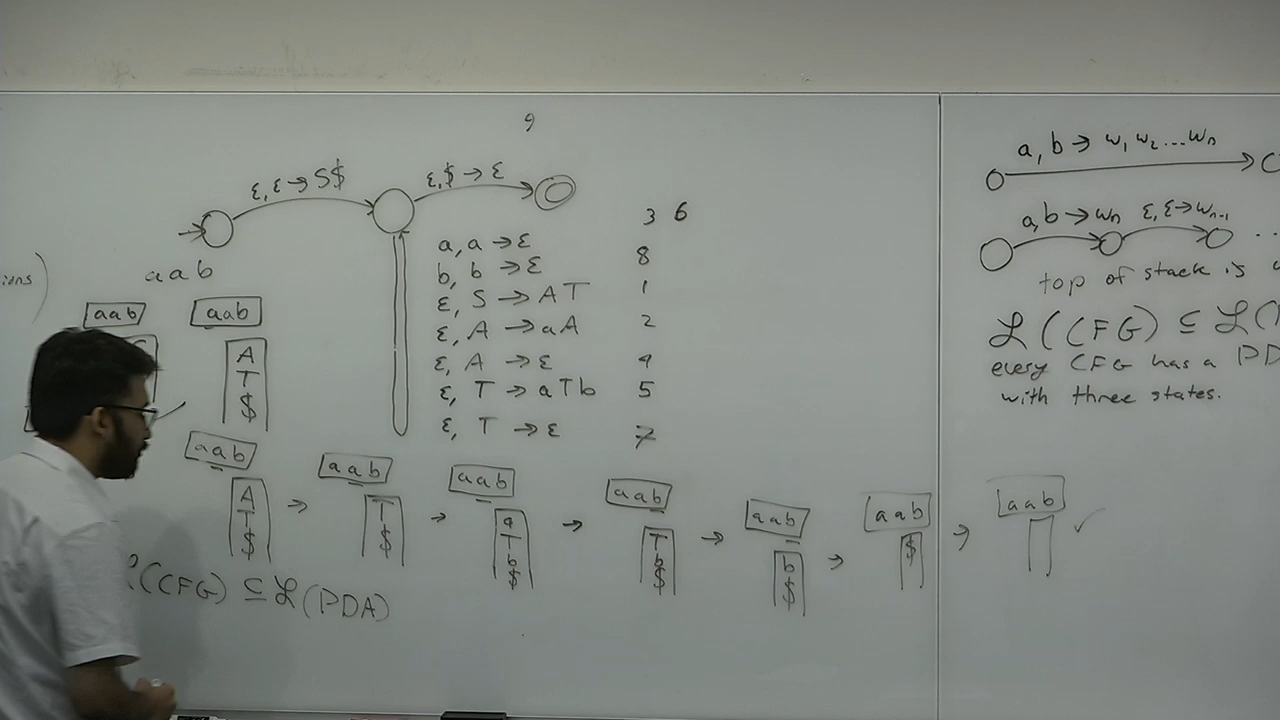 9
ε, ε → S$
ε, $ → ε
a, a → ε 3 6
b, b → ε 8
ε, S → AT 1
ε, A → aA 2
ε, A → ε 4
ε, T → aTb 5
ε, T → ε 7
aab
aab
aab
A
T
$
aab
A
T
$
→
aab
T
$
→
aab
a
T
b
$
→
aab
T
b
$
→
aab
b
$
→
aab
$
→
aab
✓
(CFG) ⊆ ℒ(PDA)
a, b → w₁ w₂ ... wₙ
a, b → wₙ ε, ε → wₙ₋₁ ...
top of stack is
ℒ(CFG) ⊆ ℒ(
every CFG has a PD
with three states.